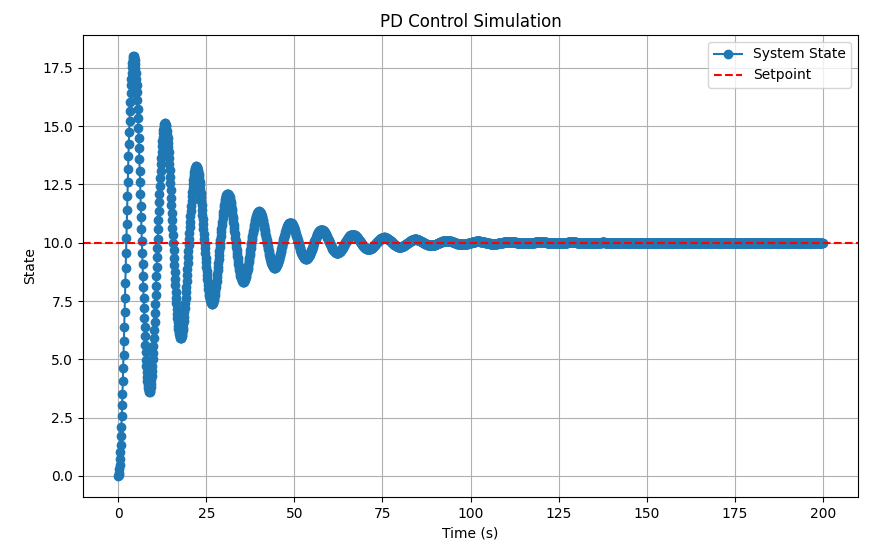 PD Control Simulation
System State
Setpoint
State
17.5
15.0
12.5
10.0
7.5
5.0
2.5
0.0
0 25 50 75 100 125 150 175 200
Time (s)